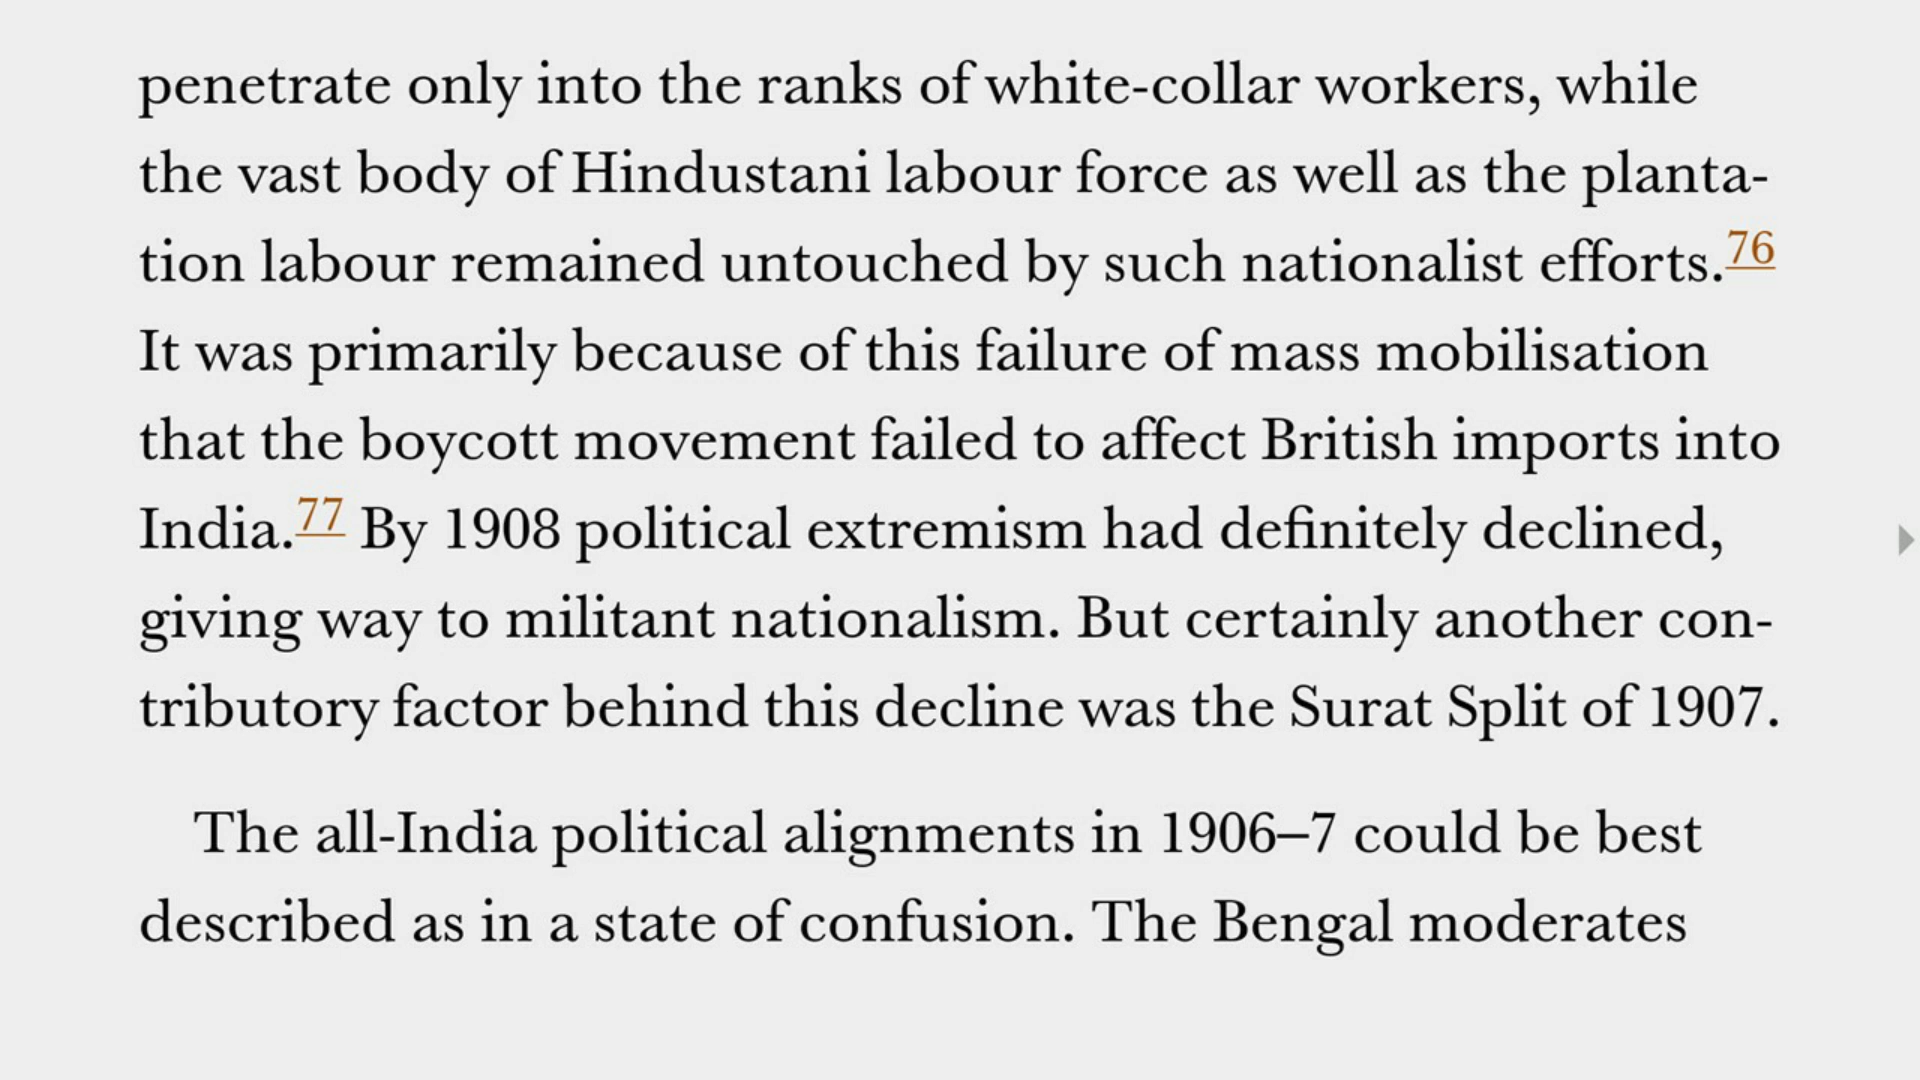 penetrate only into the ranks of white-collar workers, while
the vast body of Hindustani labour force as well as the planta-
tion labour remained untouched by such nationalist efforts.76
It was primarily because of this failure of mass mobilisation
that the boycott movement failed to affect British imports into
India.77 By 1908 political extremism had definitely declined,
giving way to militant nationalism. But certainly another con-
tributory factor behind this decline was the Surat Split of 1907.
The all-India political alignments in 1906–7 could be best
described as in a state of confusion. The Bengal moderates